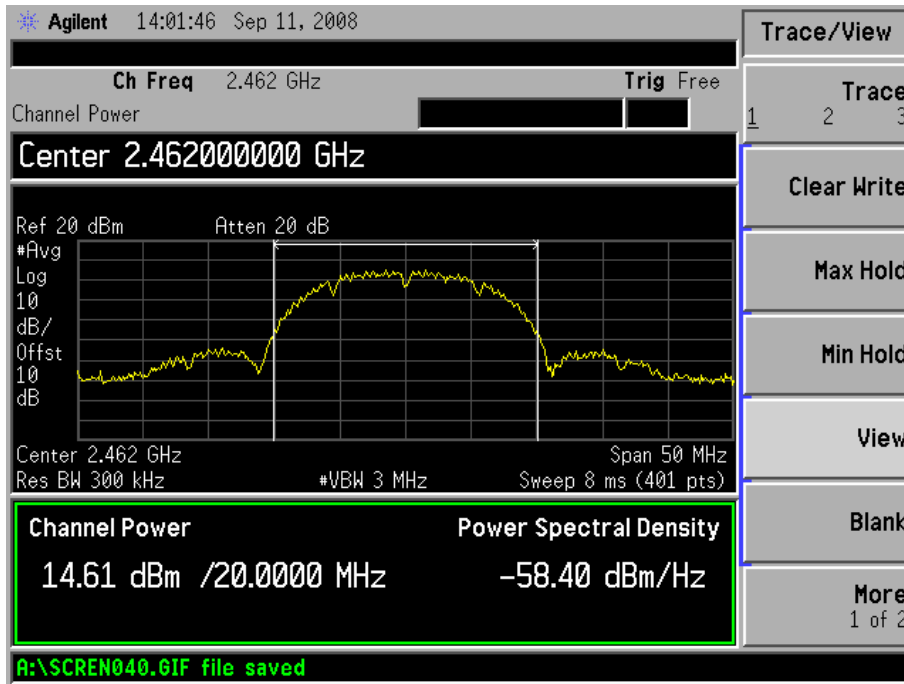 Agilent 14:01:46 Sep 11, 2008
Ch Freq 2.462 GHz Trig Free
Channel Power
Center 2.462000000 GHz
Ref 20 dBm Atten 20 dB
#Avg
Log
10
dB/
Offst
10
dB
Center 2.462 GHz Span 50 MHz
Res BW 300 kHz #VBW 3 MHz Sweep 8 ms (401 pts)
Channel Power Power Spectral Density
14.61 dBm /20.0000 MHz -58.40 dBm/Hz
A:\SCREN040.GIF file saved
Trace/View
Trace
1 2 3
Clear Write
Max Hold
Min Hold
View
Blank
More
1 of 2